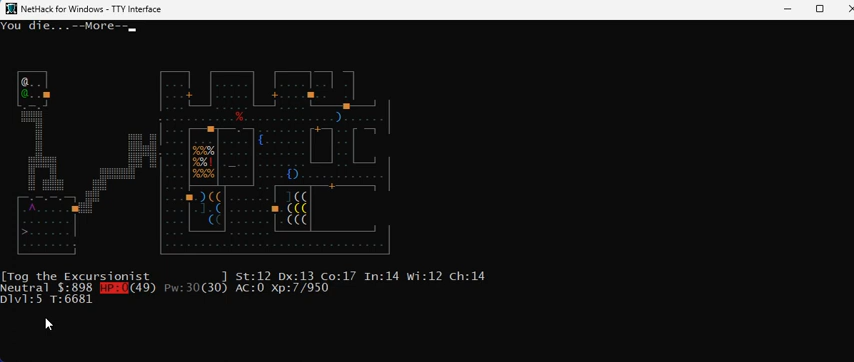 NetHack for Windows - TTY Interface
You die...--More--
[Tog the Excursionist ] St:12 Dx:13 Co:17 In:14 Wi:12 Ch:14
Neutral $:898 HP:0(49) Pw:30(30) AC:0 Xp:7/950
Dlvl:5 T:6681